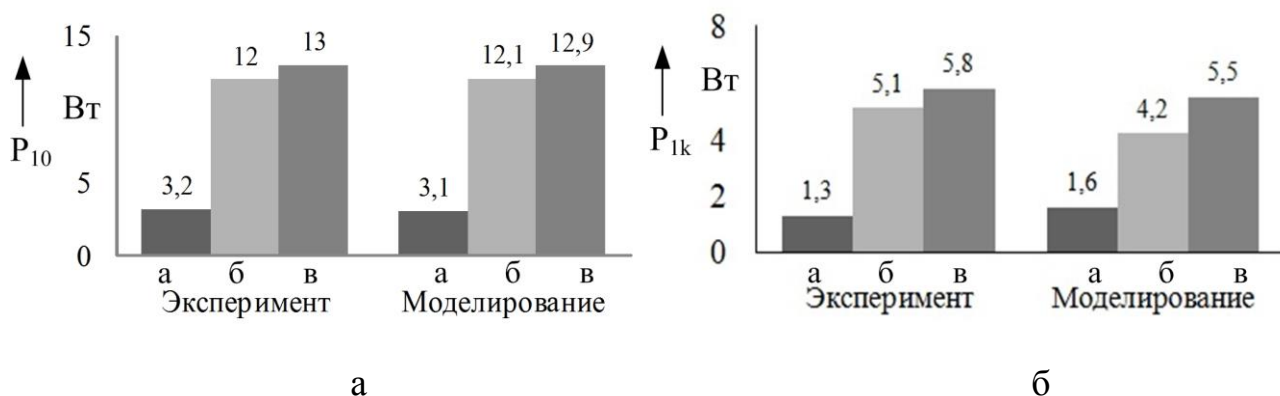 15
13
12,9
12
12,1
Вт
P10
5
3,2
3,1
0
а б в
а б в
Эксперимент
Моделирование
а
8
5,8
5,5
5,1
Вт
4,2
P1k
4
2
1,3
1,6
0
а б в
а б в
Эксперимент
Моделирование
б